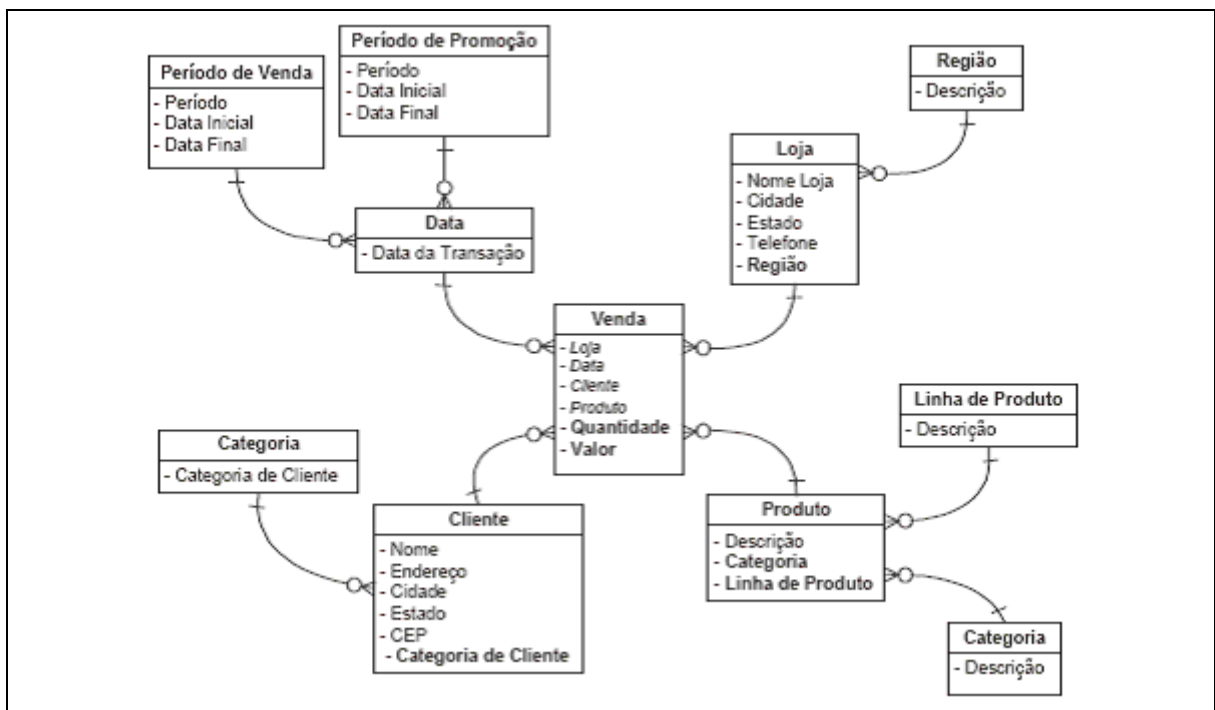 Período de Promoção
- Período
- Data Inicial
- Data Final
Período de Venda
- Período
- Data Inicial
- Data Final
Região
- Descrição
Loja
- Nome Loja
- Cidade
- Estado
- Telefone
- Região
Data
- Data da Transação
Venda
- Loja
- Data
- Cliente
- Produto
- Quantidade
- Valor
Linha de Produto
- Descrição
Categoria
- Categoria de Cliente
Cliente
- Nome
- Endereço
- Cidade
- Estado
- CEP
- Categoria de Cliente
Produto
- Descrição
- Categoria
- Linha de Produto
Categoria
- Descrição